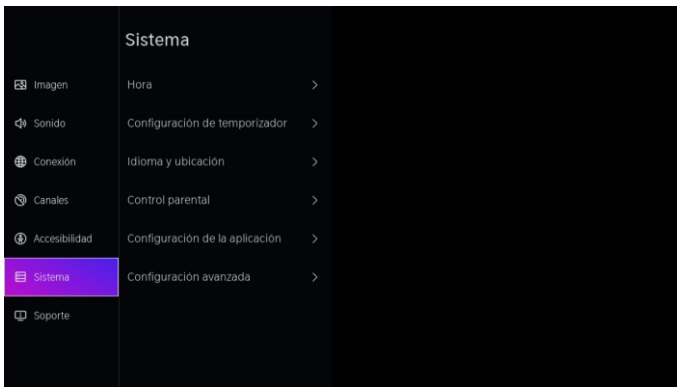 Sistema
Imagen
Sonido
Conexión
Canales
Accesibilidad
Sistema
Soporte
Hora
Configuración de temporizador
Idioma y ubicación
Control parental
Configuración de la aplicación
Configuración avanzada